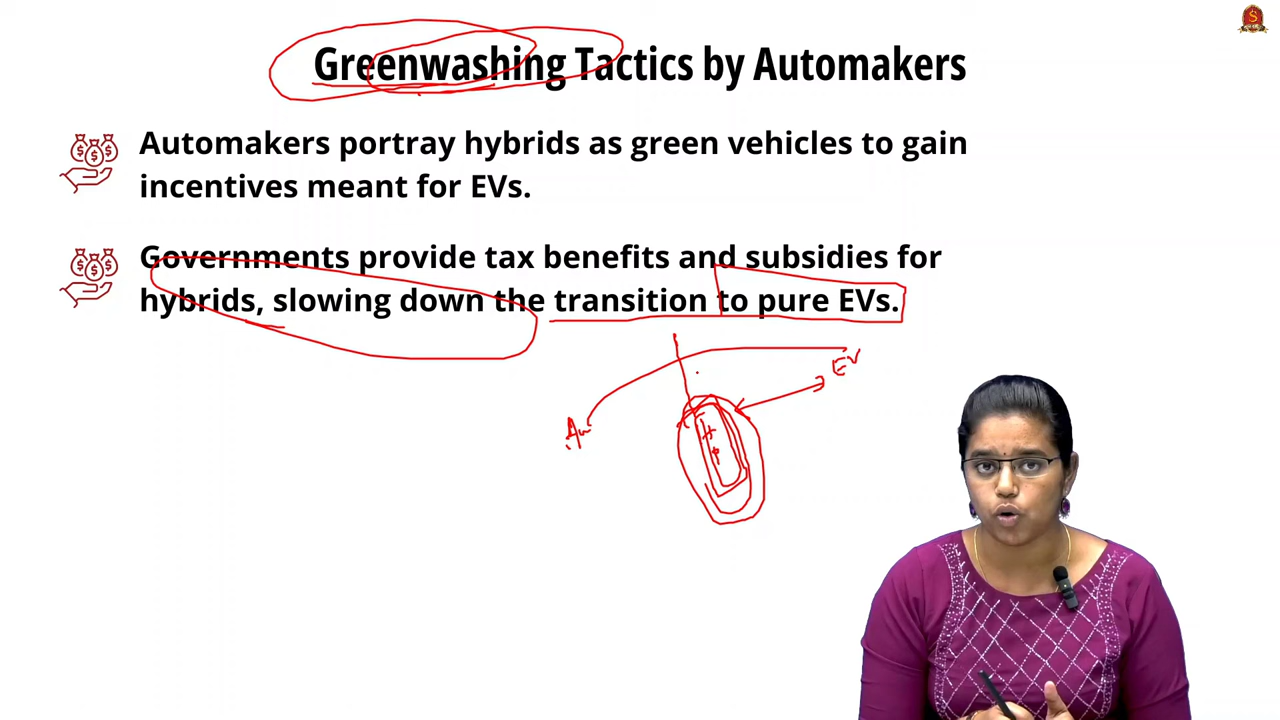 Greenwashing Tactics by Automakers
Automakers portray hybrids as green vehicles to gain
incentives meant for EVs.
Governments provide tax benefits and subsidies for
hybrids, slowing down the transition to pure EVs.
EV